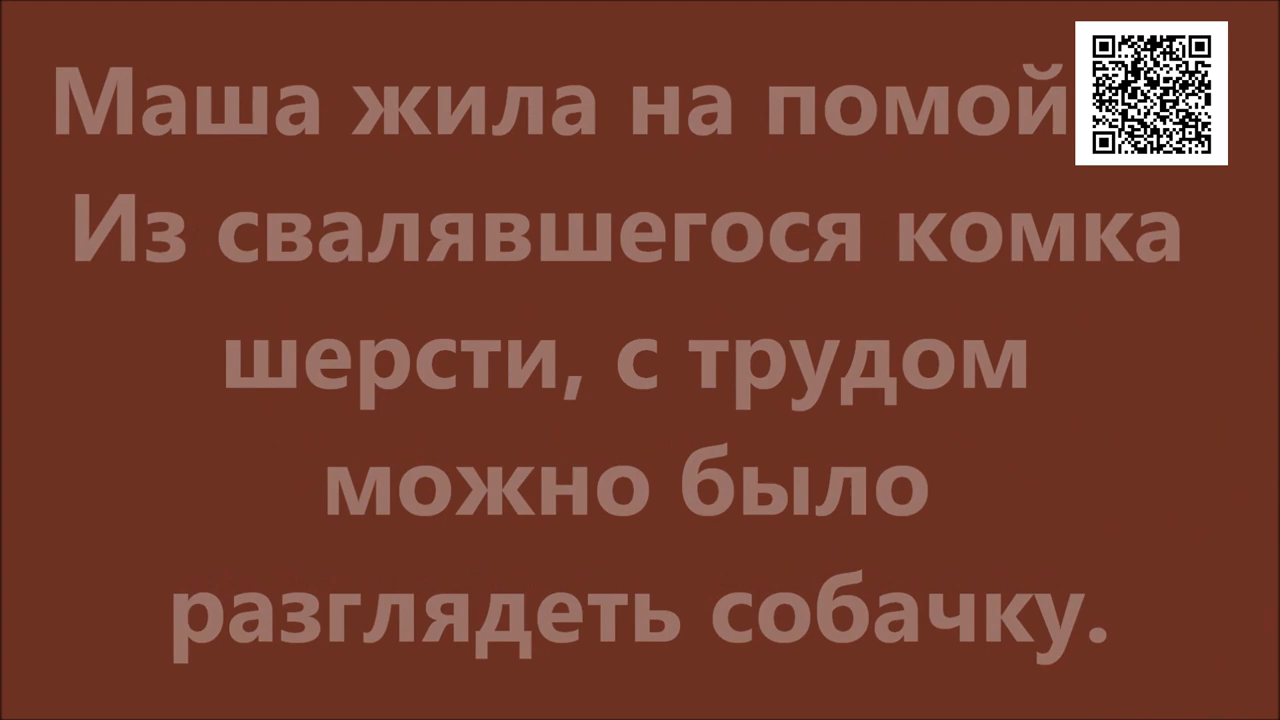 Маша жила на
Из свалявшегося комка
шерсти, с трудом
можно было
разглядеть собачку.